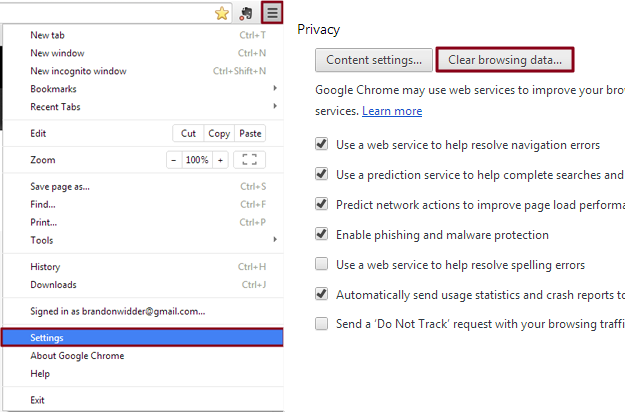 New tab Ctrl+T
New window Ctrl+N
New incognito window Ctrl+Shift+N
Bookmarks
Recent Tabs
Edit Cut Copy Paste
Zoom − 100% +
Save page as... Ctrl+S
Find... Ctrl+F
Print... Ctrl+P
Tools
History Ctrl+H
Downloads Ctrl+J
Signed in as brandonwidder@gmail.com...
Settings
About Google Chrome
Help
Exit
Privacy
Content settings... Clear browsing data...
Google Chrome may use web services to improve your brow
services. Learn more
Use a web service to help resolve navigation errors
Use a prediction service to help complete searches and
Predict network actions to improve page load performa
Enable phishing and malware protection
Use a web service to help resolve spelling errors
Automatically send usage statistics and crash reports to
Send a 'Do Not Track' request with your browsing traffi